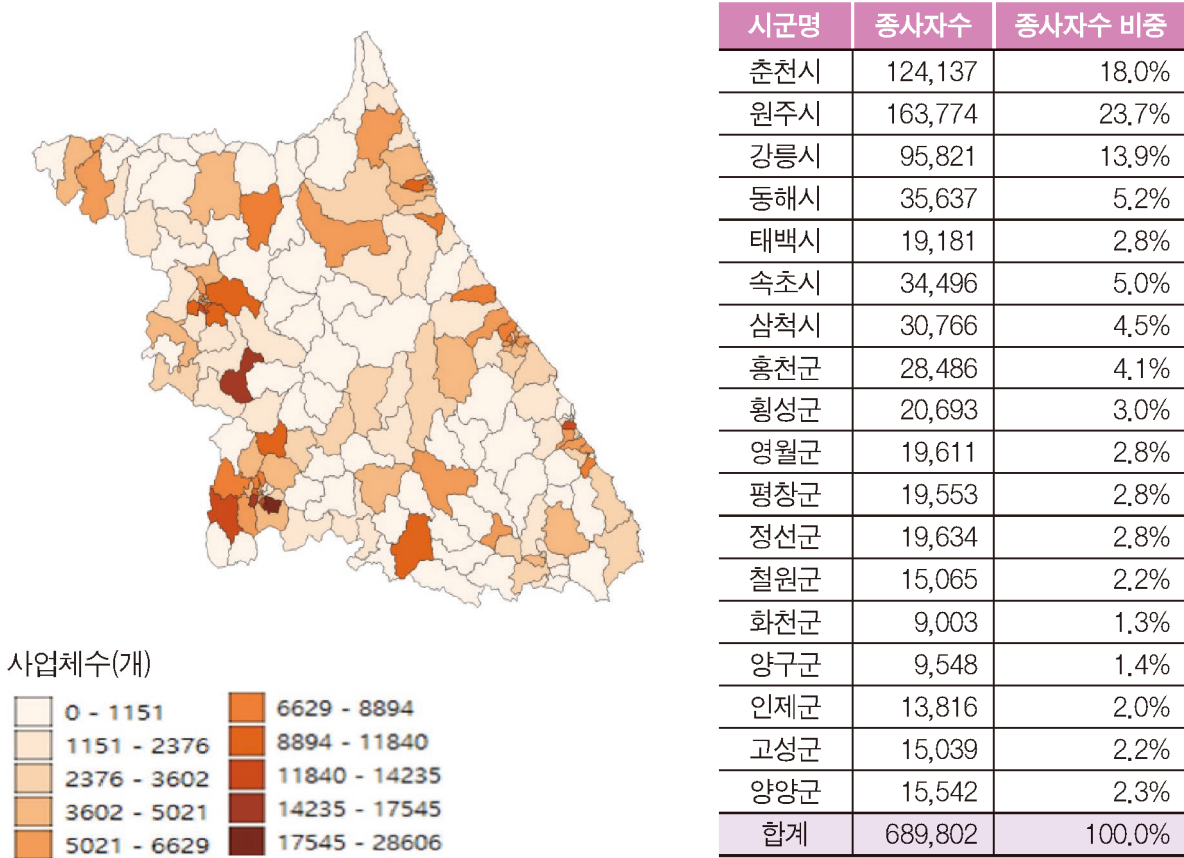 시군명 종사자수 종사자수 비중
춘천시 124,137 18.0%
원주시 163,774 23.7%
강릉시 95,821 13.9%
동해시 35,637 5.2%
태백시 19,181 2.8%
속초시 34,496 5.0%
삼척시 30,766 4.5%
홍천군 28,486 4.1%
횡성군 20,693 3.0%
영월군 19,611 2.8%
평창군 19,553 2.8%
정선군 19,634 2.8%
철원군 15,065 2.2%
화천군 9,003 1.3%
양구군 9,548 1.4%
인제군 13,816 2.0%
고성군 15,039 2.2%
양양군 15,542 2.3%
합계 689,802 100.0%
사업체수(개)
0 - 1151
1151 - 2376
2376 - 3602
3602 - 5021
5021 - 6629
6629 - 8894
8894 - 11840
11840 - 14235
14235 - 17545
17545 - 28606